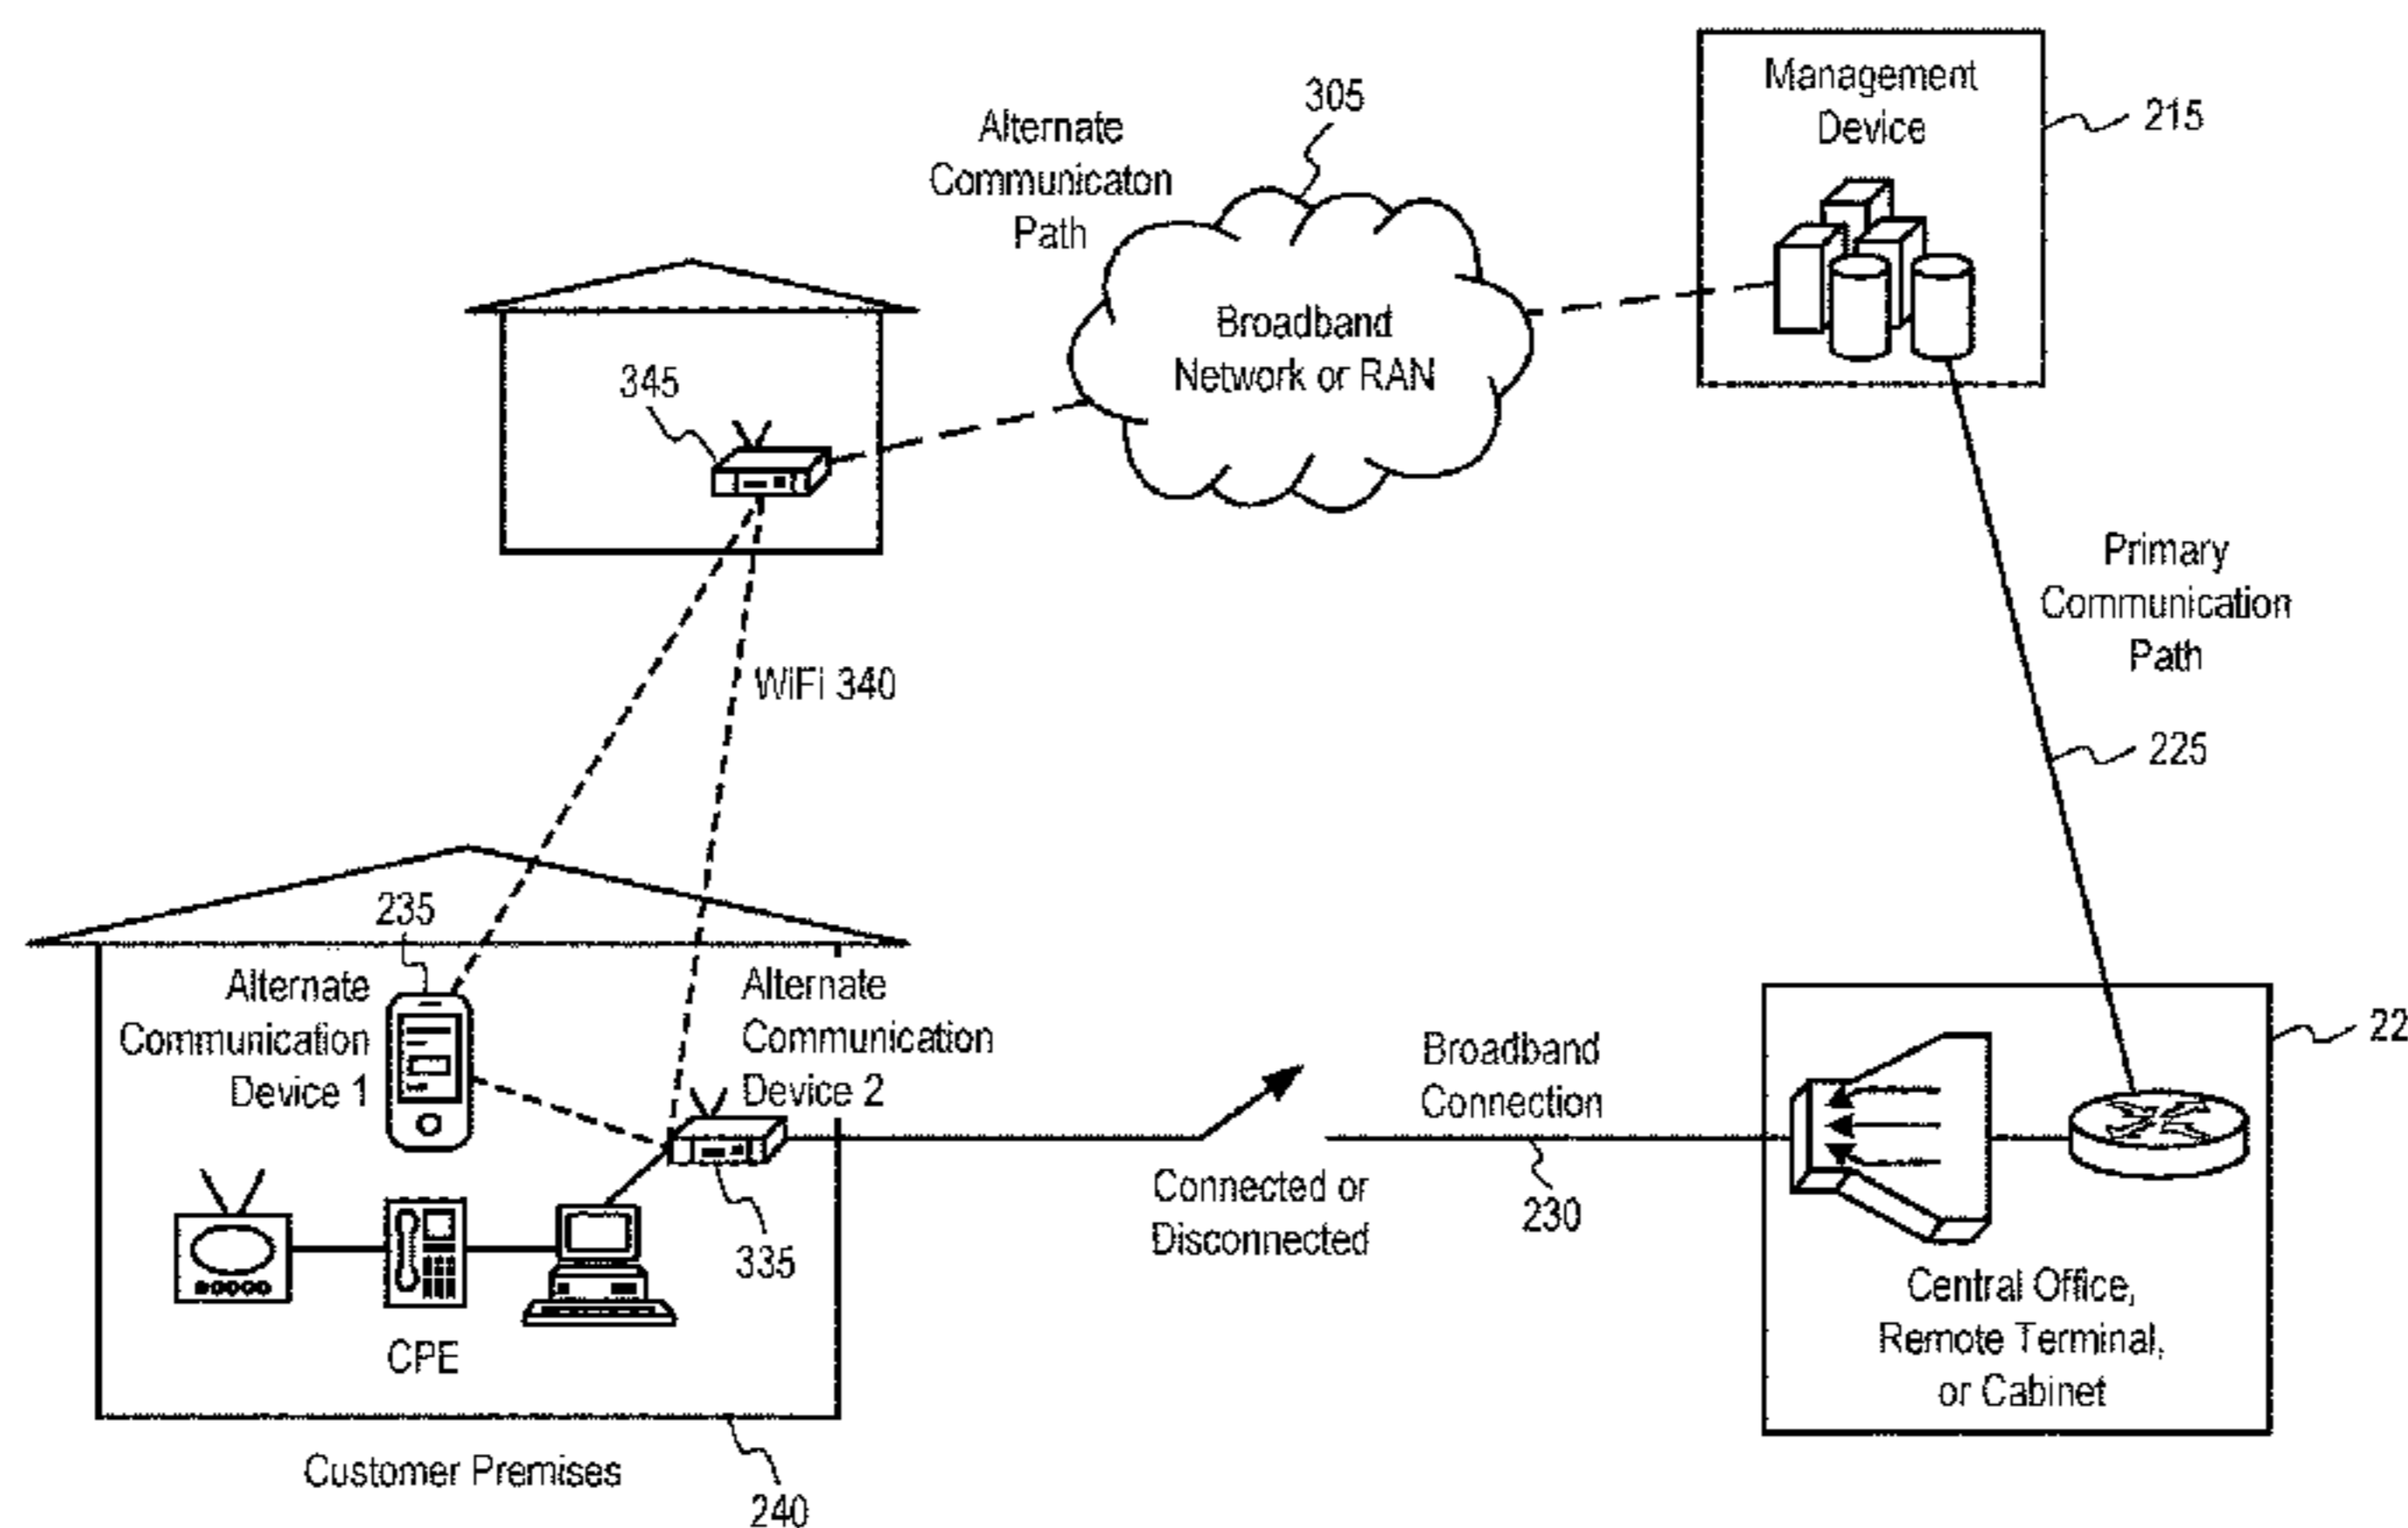 Management
Device
215
305
Alternate
Communicaton
Path
Broadband
Network or RAN
345
Primary
Communication
Path
WiFi 340
225
235
Alternate
Communication
Device 1
Alternate
Communication
Device 2
Broadband
Connection
22
Connected or
Disconnected
230
335
CPE
Central Office,
Remote Terminal,
or Cabinet
Customer Premises
240